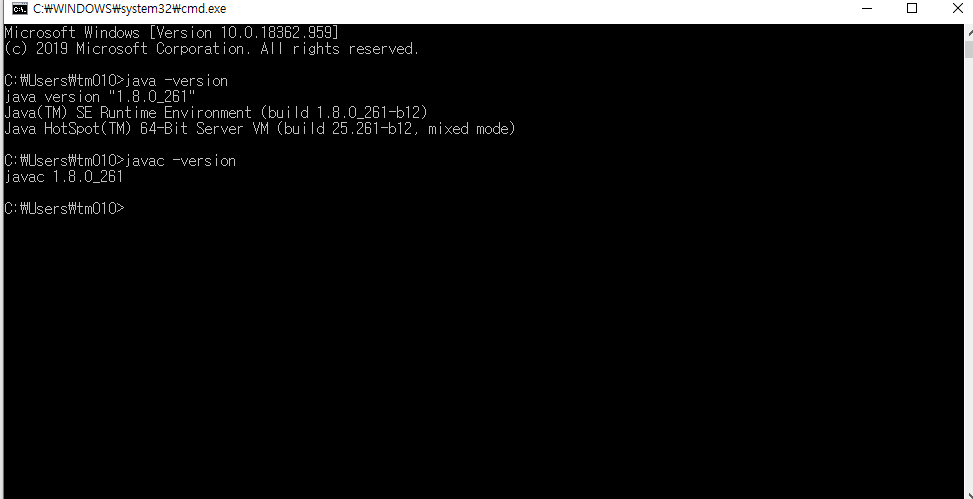 C:₩WINDOWS₩system32₩cmd.exe
Microsoft Windows [Version 10.0.18362.959]
(c) 2019 Microsoft Corporation. All rights reserved.
C:₩Users₩tm010>java -version
java version "1.8.0_261"
Java(TM) SE Runtime Environment (build 1.8.0_261-b12)
Java HotSpot(TM) 64-Bit Server VM (build 25.261-b12, mixed mode)
C:₩Users₩tm010>javac -version
javac 1.8.0_261
C:₩Users₩tm010>